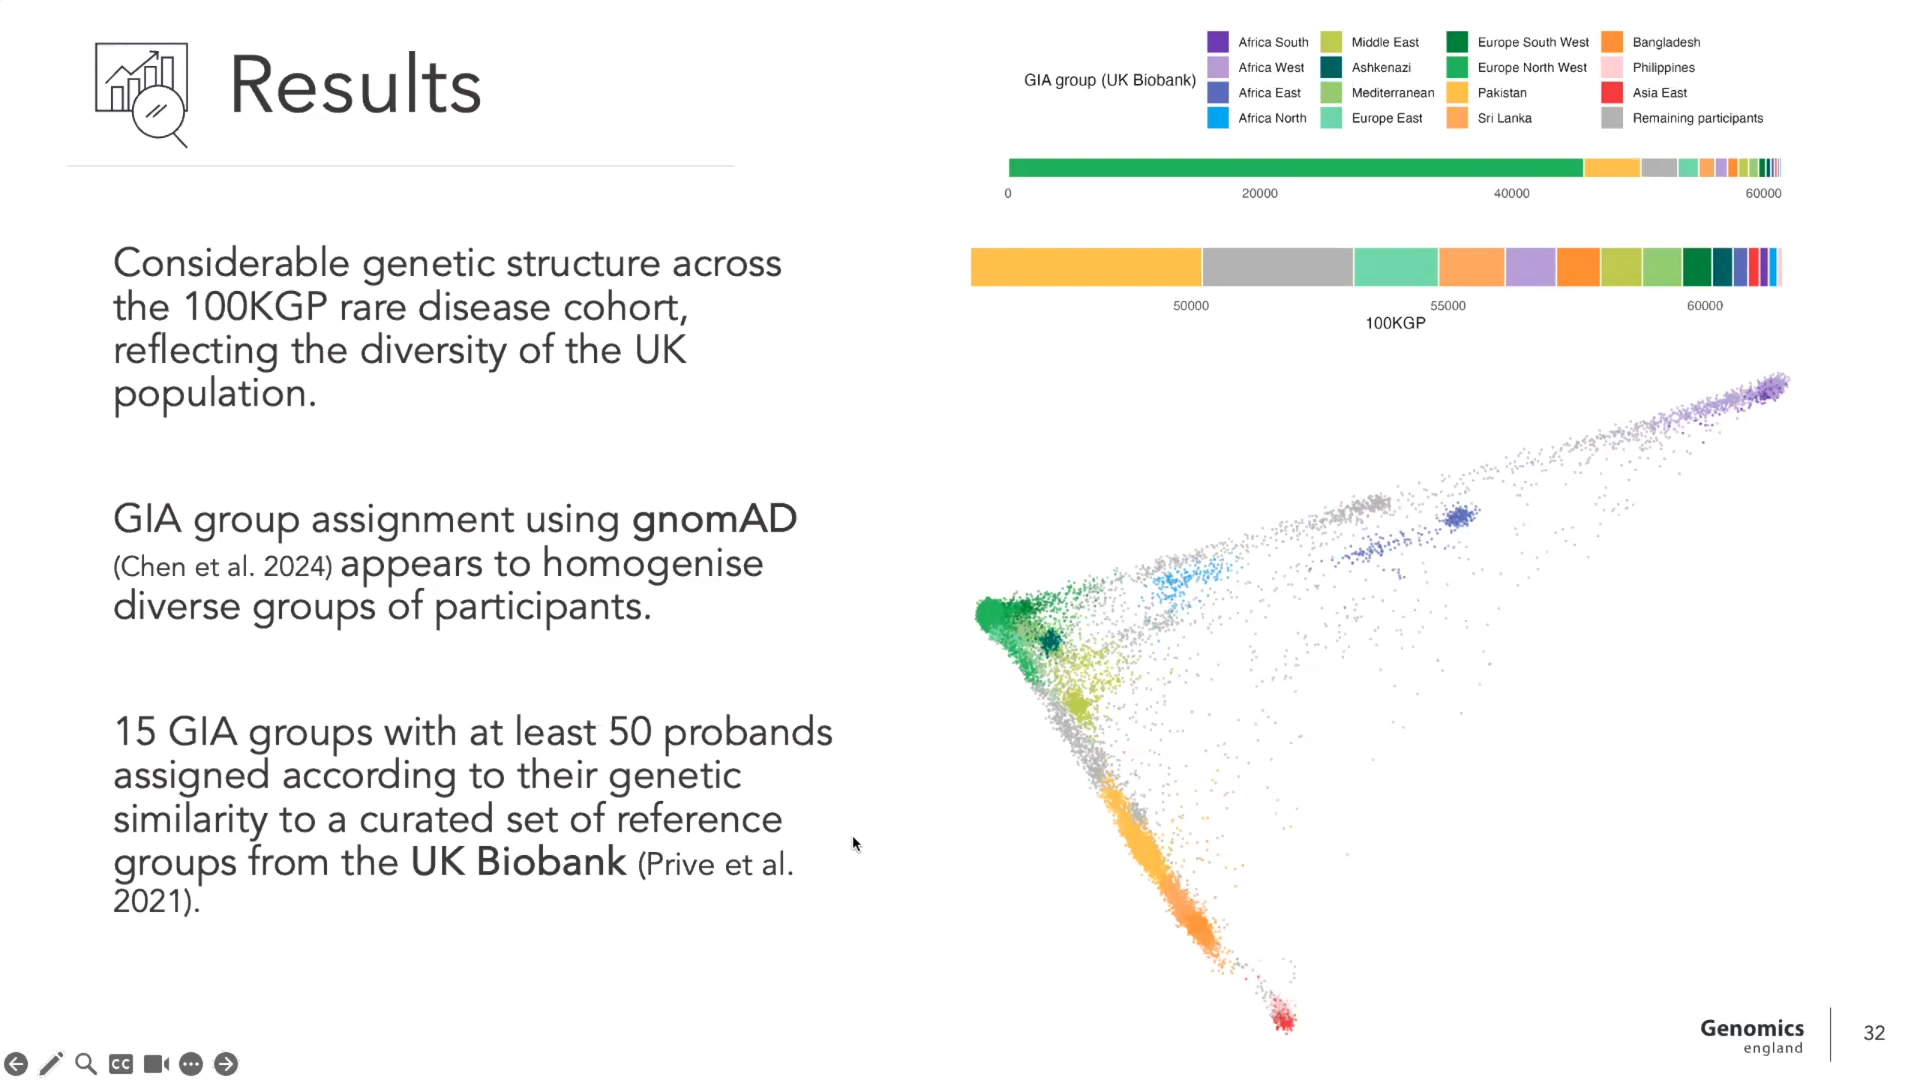 Results
Considerable genetic structure across
the 100KGP rare disease cohort,
reflecting the diversity of the UK
population.
GIA group assignment using gnomAD
(Chen et al. 2024) appears to homogenise
diverse groups of participants.
15 GIA groups with at least 50 probands
assigned according to their genetic
similarity to a curated set of reference
groups from the UK Biobank (Prive et al.
2021).
GIA group (UK Biobank)
Africa South
Africa West
Africa East
Africa North
Middle East
Ashkenazi
Mediterranean
Europe East
Europe South West
Europe North West
Pakistan
Sri Lanka
Bangladesh
Philippines
Asia East
Remaining participants
0 20000 40000 60000
50000 55000 60000
100KGP
Genomics
england
32
CC